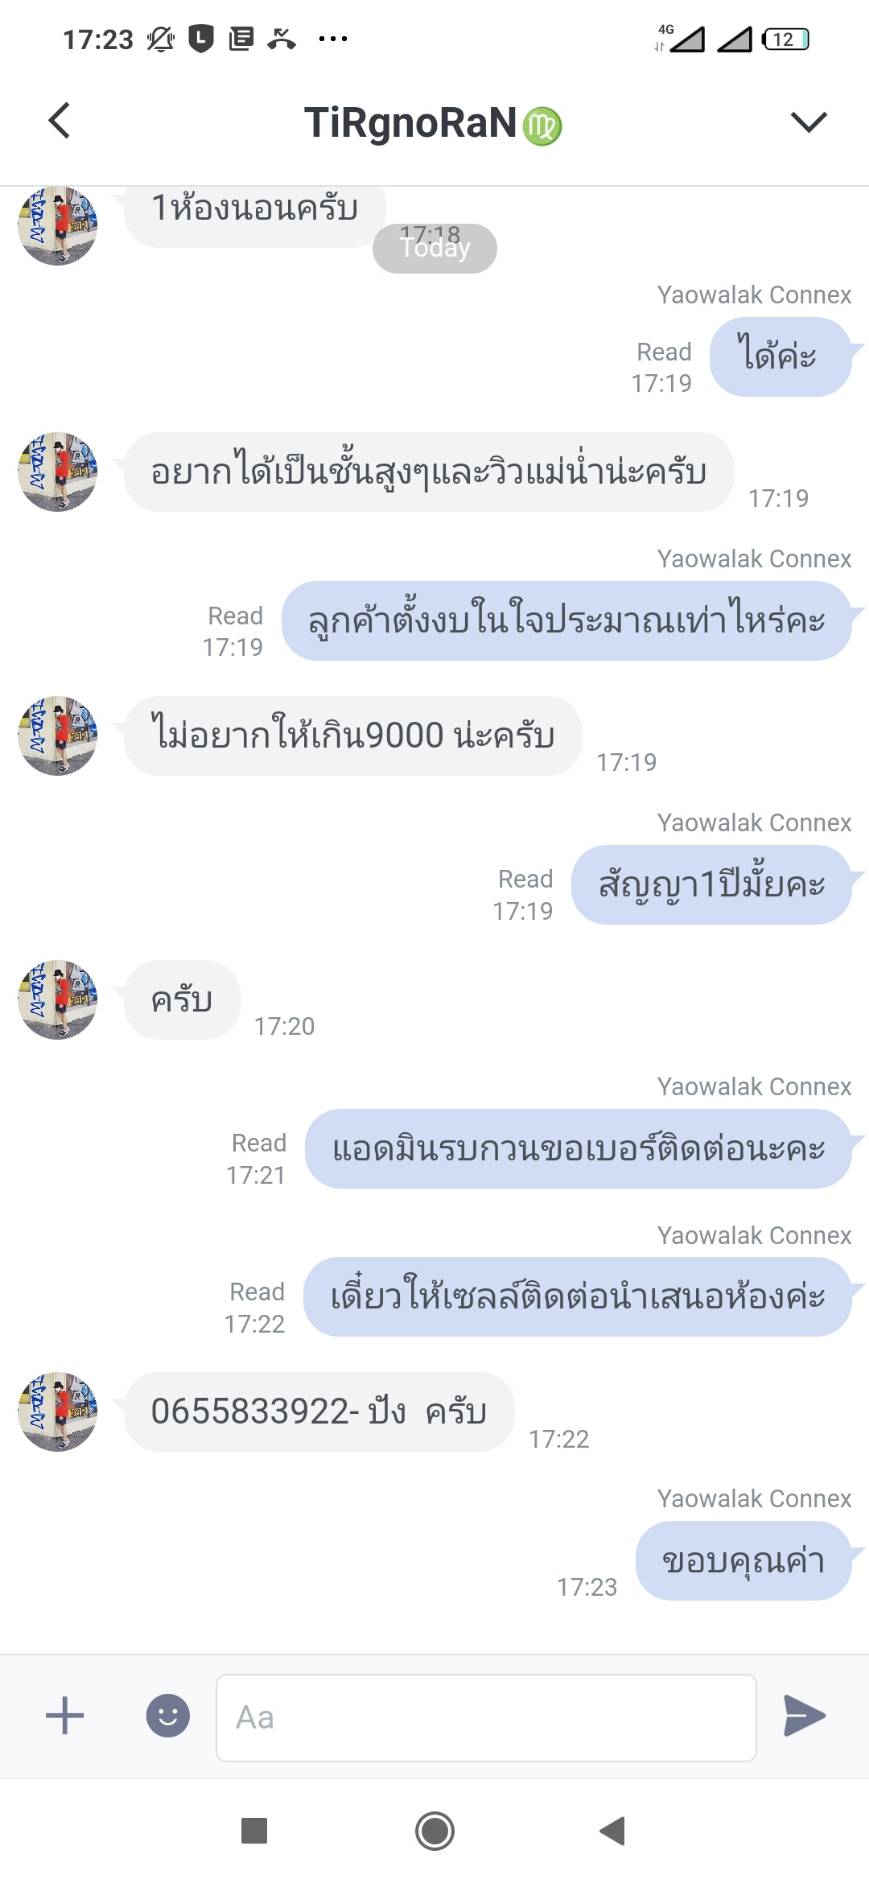 17:23
4G
12
TiRgnoRaN♍
1ห้องนอนครับ
17:18
Today
Yaowalak Connex
ได้ค่ะ
Read
17:19
อยากได้เป็นชั้นสูงๆและวิวแม่น่ำน่ะครับ
17:19
Yaowalak Connex
ลูกค้าตั้งงบในใจประมาณเท่าไหร่คะ
Read
17:19
ไม่อยากให้เกิน9000 น่ะครับ
17:19
Yaowalak Connex
สัญญา1ปีมั้ยคะ
Read
17:19
ครับ
17:20
Yaowalak Connex
แอดมินรบกวนขอเบอร์ติดต่อนะคะ
Read
17:21
Yaowalak Connex
เดี๋ยวให้เซลล์ติดต่อนำเสนอห้องค่ะ
Read
17:22
0655833922- ปัง  ครับ
17:22
Yaowalak Connex
ขอบคุณค่า
17:23
Aa